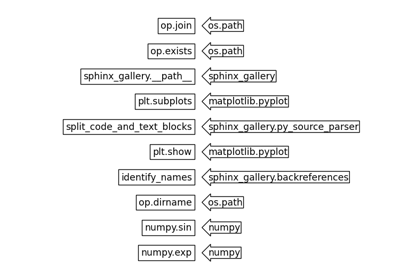 op.join os.path
op.exists os.path
sphinx_gallery.__path__ sphinx_gallery
plt.subplots matplotlib.pyplot
split_code_and_text_blocks sphinx_gallery.py_source_parser
plt.show matplotlib.pyplot
identify_names sphinx_gallery.backreferences
op.dirname os.path
numpy.sin numpy
numpy.exp numpy